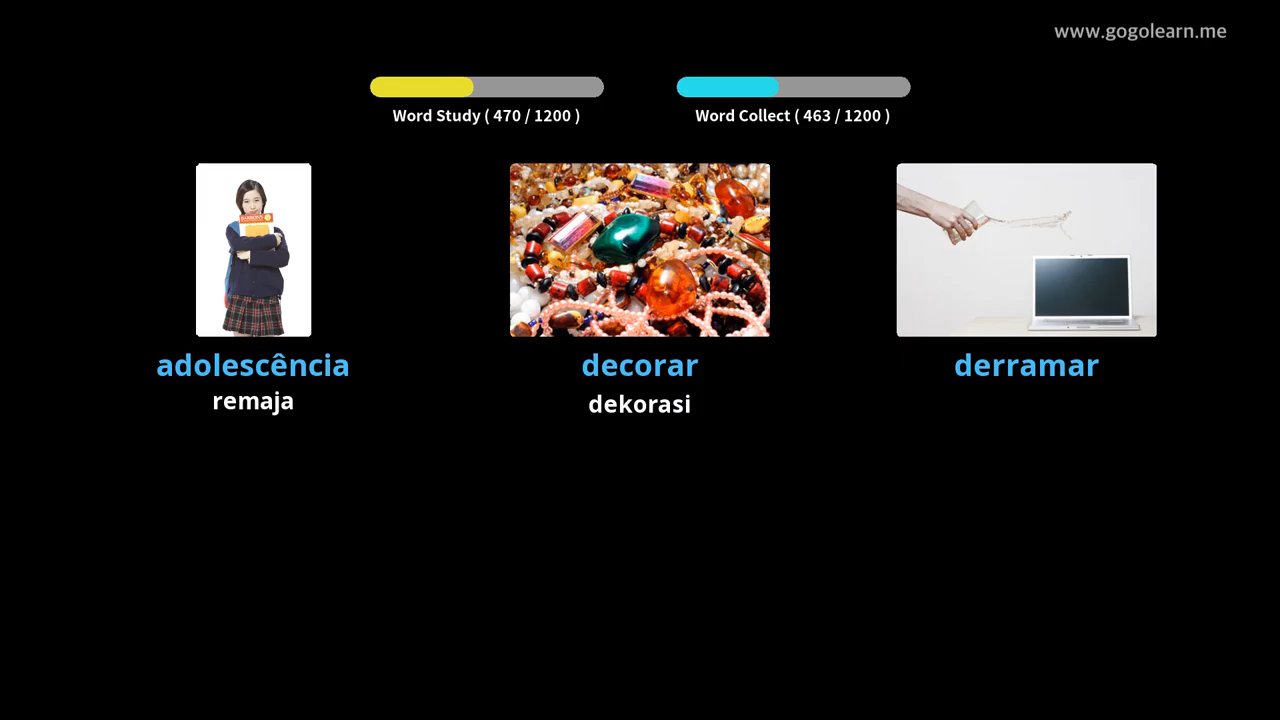 www.gogolearn.me
Word Study ( 470 / 1200 )
Word Collect ( 463 / 1200 )
adolescência
decorar
derramar
remaja
dekorasi